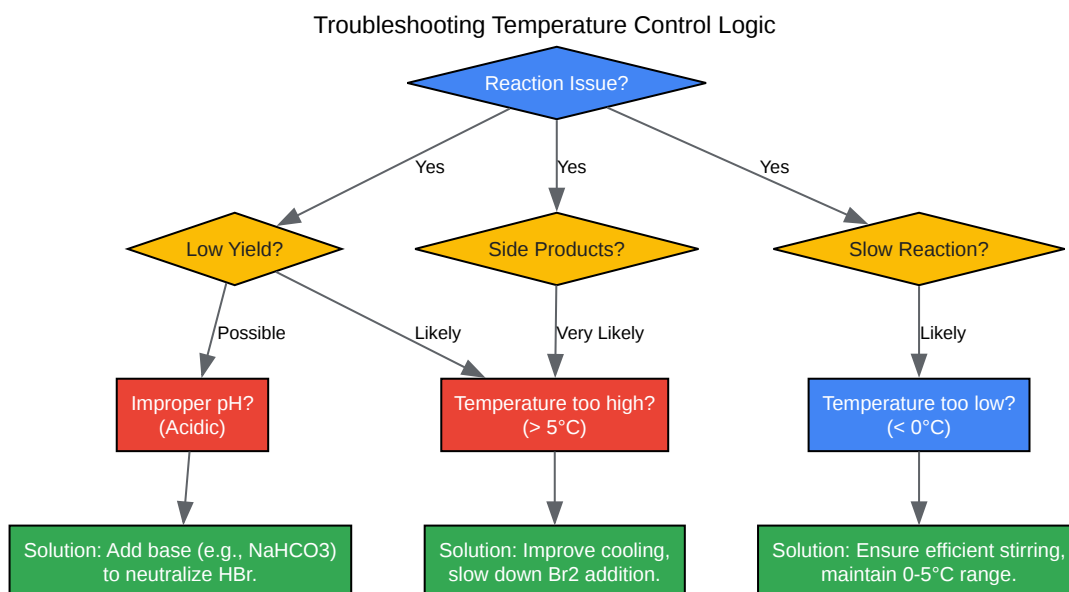 Troubleshooting Temperature Control Logic
Reaction Issue?
Yes
Yes
Yes
Low Yield?
Side Products?
Slow Reaction?
Possible
Likely
Very Likely
Likely
Improper pH?
(Acidic)
Temperature too high?
(> 5°C)
Temperature too low?
(< 0°C)
Solution: Add base (e.g., NaHCO3)
to neutralize HBr.
Solution: Improve cooling,
slow down Br2 addition.
Solution: Ensure efficient stirring,
maintain 0-5°C range.